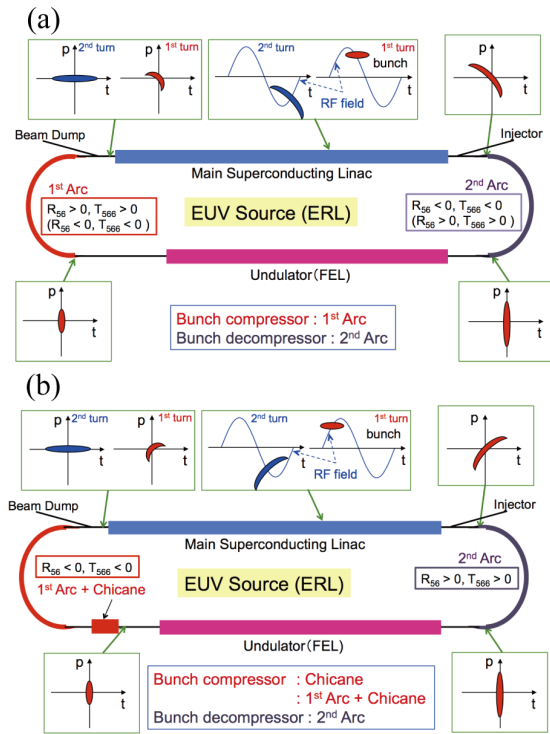 (a)
p
2nd turn
t
p
1st turn
t
2nd turn
1st turn
bunch
t
RF field
p
t
Beam Dump
Injector
Main Superconducting Linac
1st Arc
R56 > 0, T566 > 0
(R56 < 0, T566 < 0 )
EUV Source (ERL)
2nd Arc
R56 < 0, T566 < 0
(R56 > 0, T566 > 0 )
Undulator(FEL)
p
t
Bunch compressor : 1st Arc
Bunch decompressor : 2nd Arc
p
t
(b)
p
2nd turn
t
p
1st turn
t
2nd turn
1st turn
bunch
t
RF field
p
t
Beam Dump
Injector
Main Superconducting Linac
R56 < 0, T566 < 0
1st Arc + Chicane
EUV Source (ERL)
2nd Arc
R56 > 0, T566 > 0
Undulator(FEL)
p
t
Bunch compressor : Chicane
: 1st Arc + Chicane
Bunch decompressor : 2nd Arc
p
t